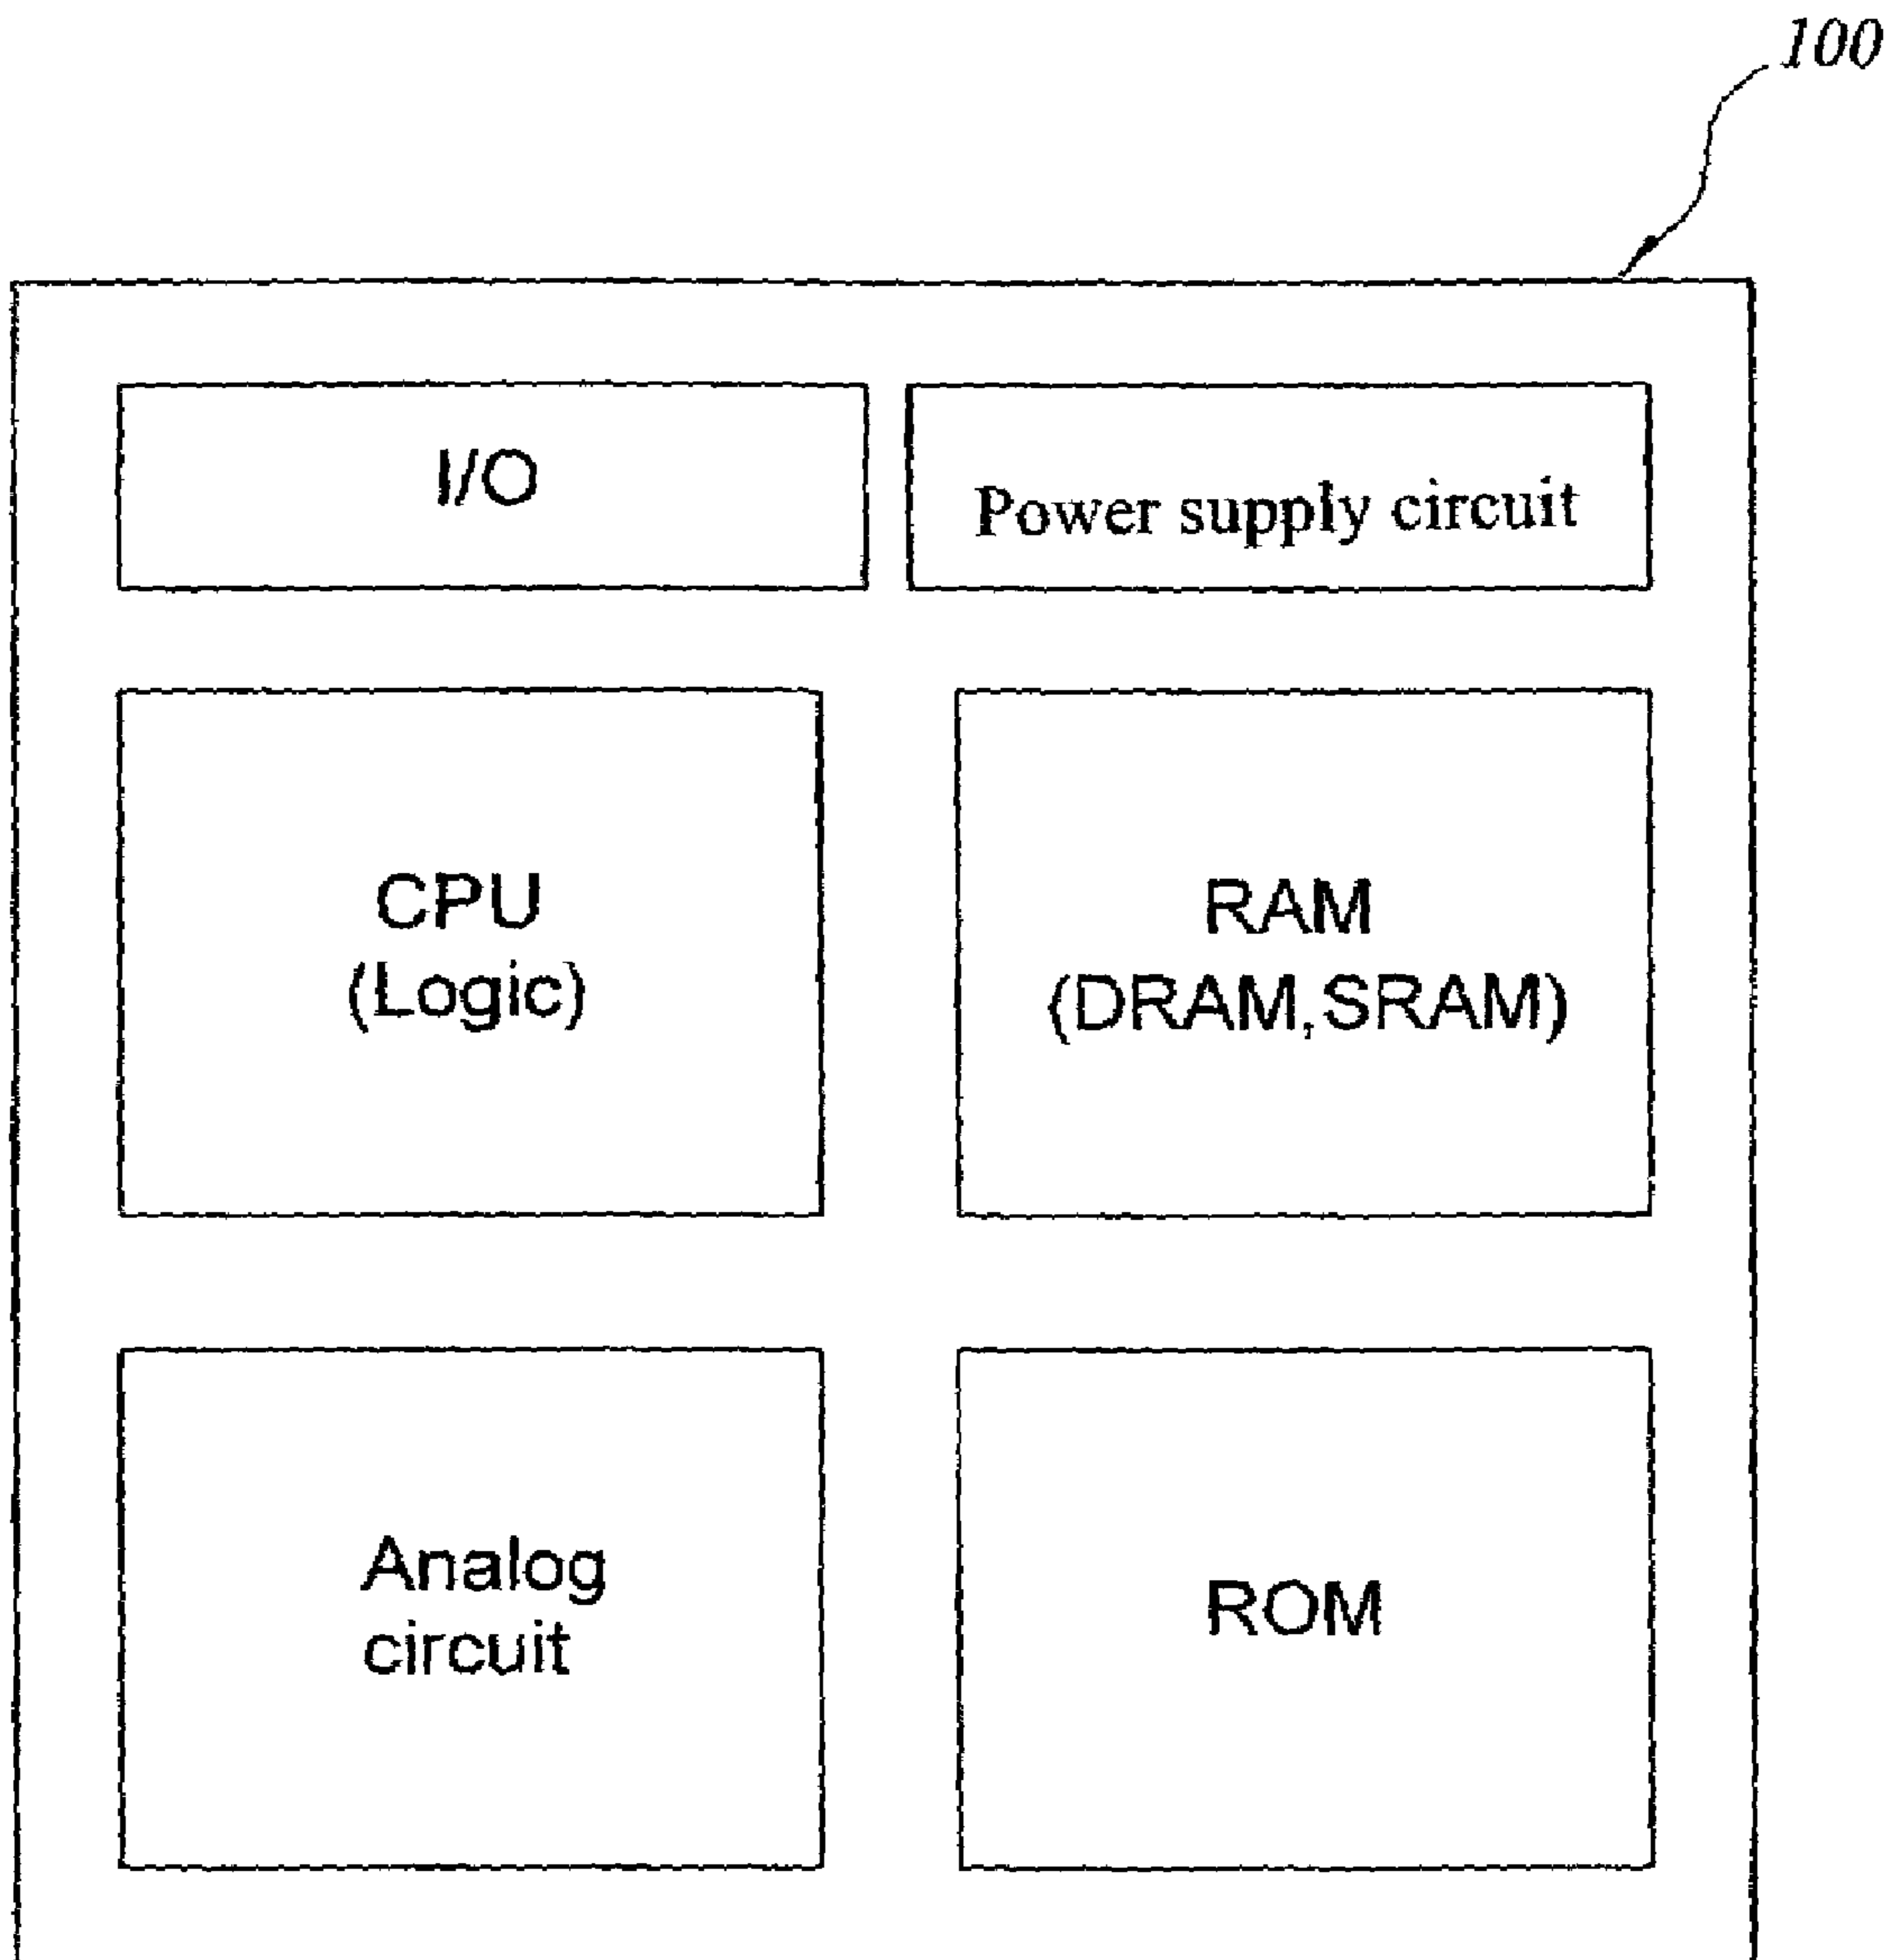 100
I/O
Power supply circuit
CPU
(Logic)
RAM
(DRAM,SRAM)
Analog
circuit
ROM